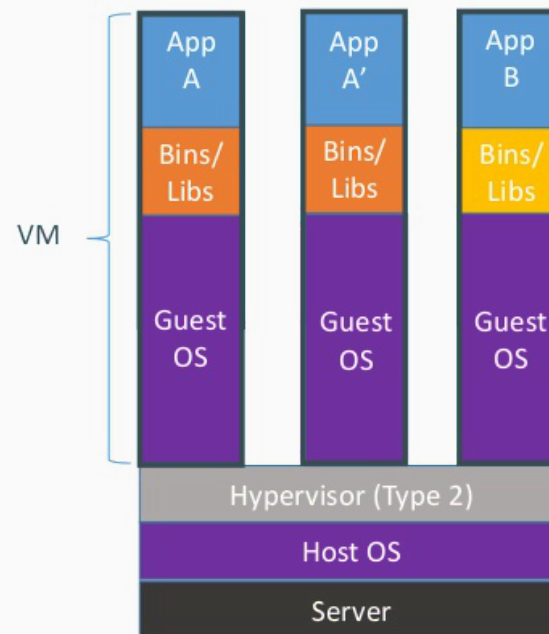 App
A
App
A’
App
B
Bins/
Libs
Bins/
Libs
Bins/
Libs
VM
Guest
OS
Guest
OS
Guest
OS
Hypervisor (Type 2)
Host OS
Server